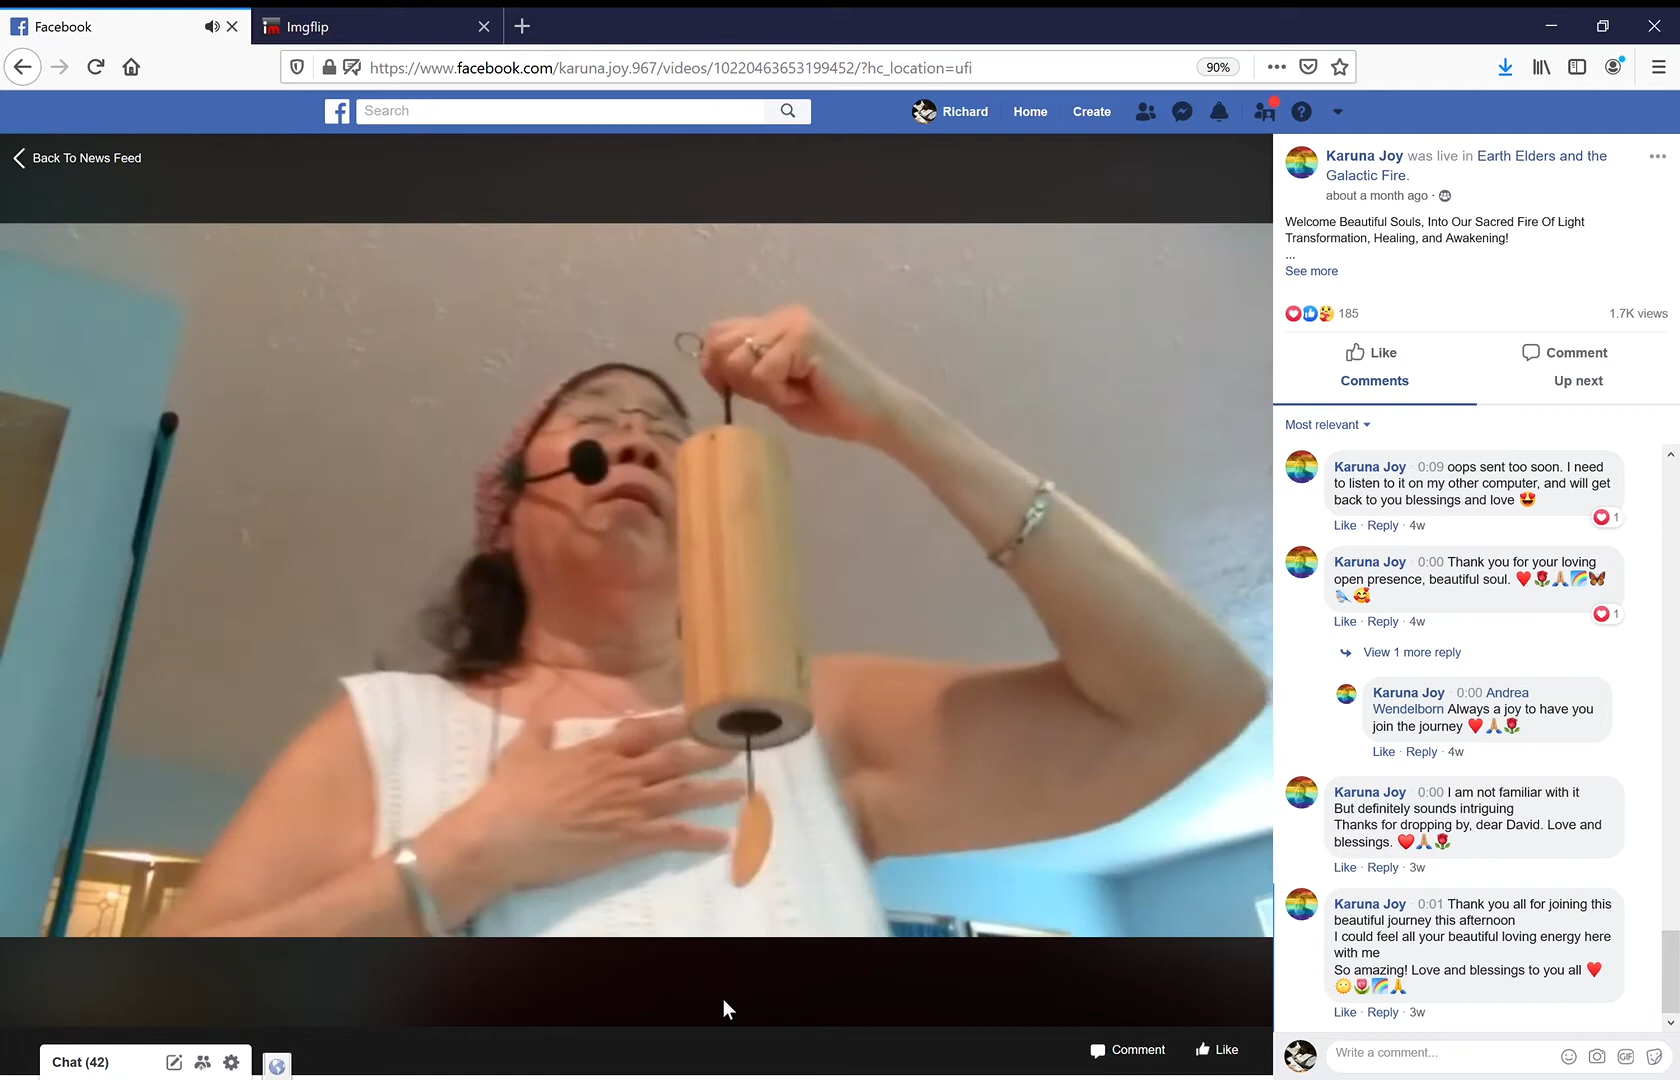 Facebook
Imgflip
https://www.facebook.com/karuna.joy.967/videos/10220463653199452/?hc_location=ufi
90%
Search
Richard
Home
Create
Back To News Feed
Karuna Joy was live in Earth Elders and the
Galactic Fire.
about a month ago ·
Welcome Beautiful Souls, Into Our Sacred Fire Of Light
Transformation, Healing, and Awakening!
...
See more
185
1.7K views
Like
Comment
Comments
Up next
Most relevant
Karuna Joy · 0:09 oops sent too soon. I need
to listen to it on my other computer, and will get
back to you blessings and love 😍
1
Like · Reply · 4w
Karuna Joy · 0:00 Thank you for your loving
open presence, beautiful soul. ❤️🌹🙏🌈🦋
🐦🥰
1
Like · Reply · 4w
View 1 more reply
Karuna Joy · 0:00 Andrea
Wendelborn Always a joy to have you
join the journey ❤️🙏🌹
Like · Reply · 4w
Karuna Joy · 0:00 I am not familiar with it
But definitely sounds intriguing
Thanks for dropping by, dear David. Love and
blessings. ❤️🙏🌹
Like · Reply · 3w
Karuna Joy · 0:01 Thank you all for joining this
beautiful journey this afternoon
I could feel all your beautiful loving energy here
with me
So amazing! Love and blessings to you all ❤️
🌞🌷🌈🙏
Like · Reply · 3w
Comment
Like
Chat (42)
Write a comment...
GIF